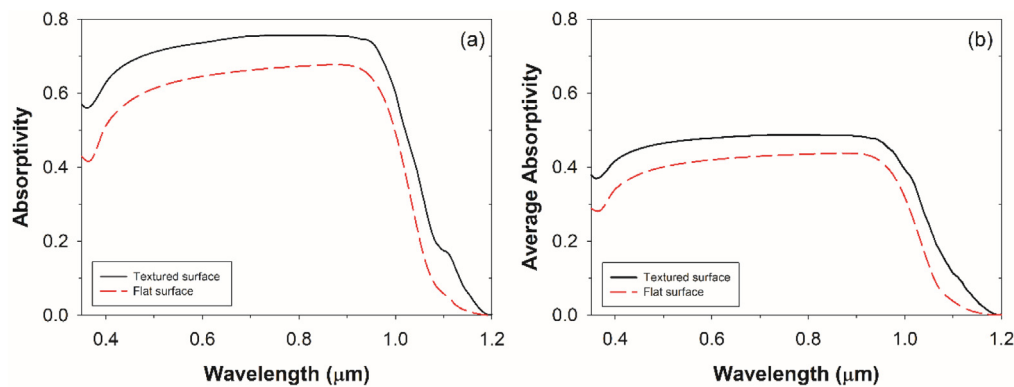 (a)
Absorptivity
0.8
0.6
0.4
0.2
0.0
Textured surface
Flat surface
0.4 0.6 0.8 1.0 1.2
Wavelength (μm)
(b)
Average Absorptivity
0.8
0.6
0.4
0.2
0.0
Textured surface
Flat surface
0.4 0.6 0.8 1.0 1.2
Wavelength (μm)